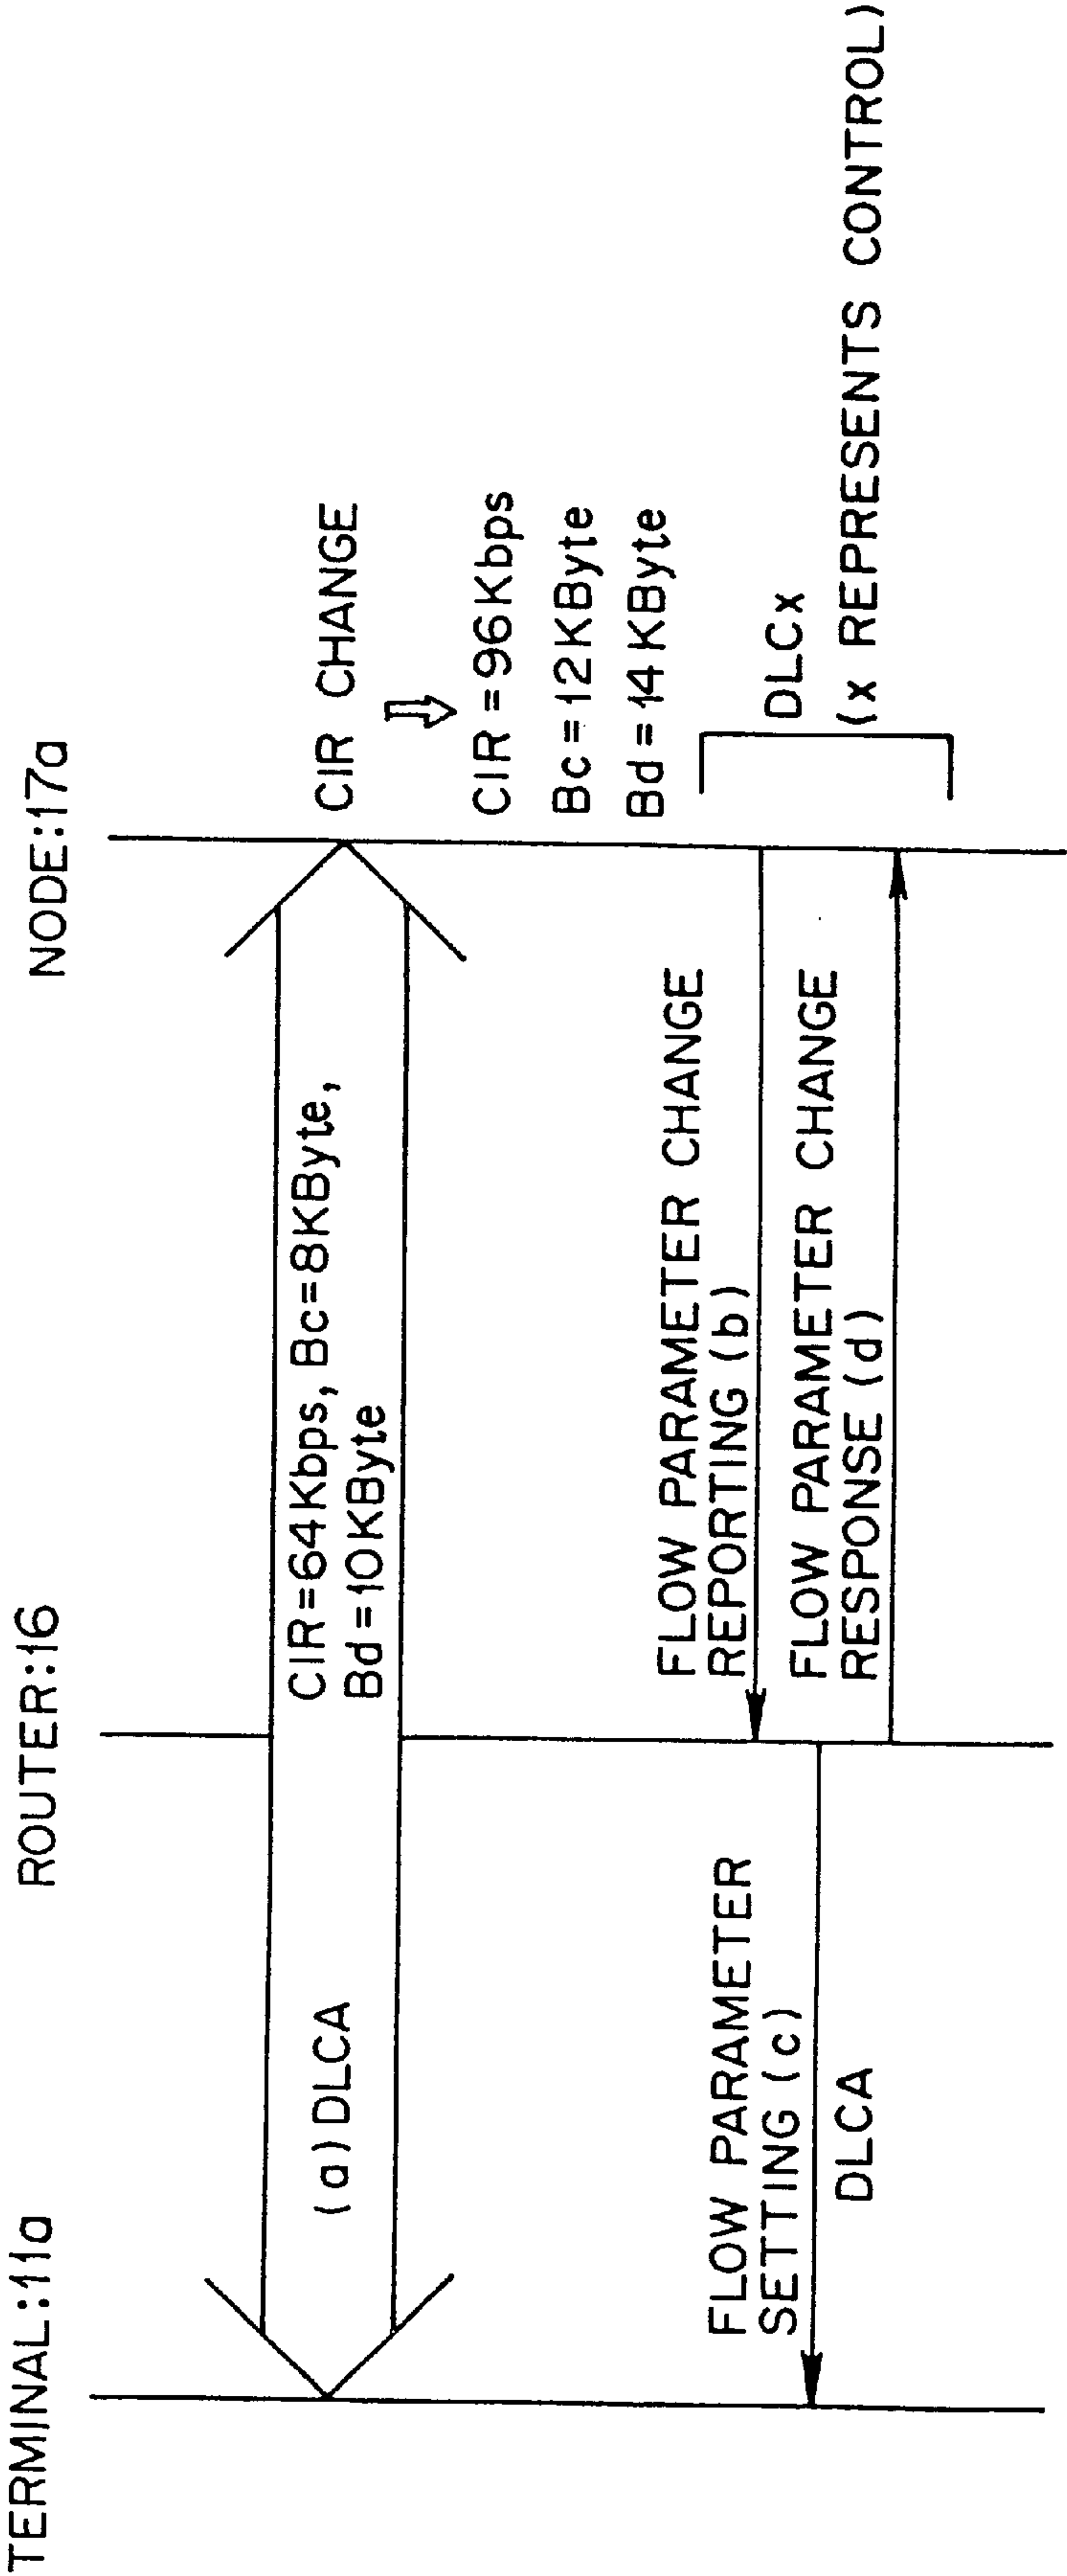 TERMINAL:11a
ROUTER:16
NODE:17a
(a) DLCA
CIR=64Kbps, Bc=8KByte,
Bd=10KByte
CIR CHANGE
CIR=96Kbps
Bc=12KByte
Bd=14KByte
FLOW PARAMETER CHANGE
REPORTING (b)
FLOW PARAMETER
SETTING (c)
DLCA
FLOW PARAMETER CHANGE
RESPONSE (d)
DLCx
(x REPRESENTS CONTROL)